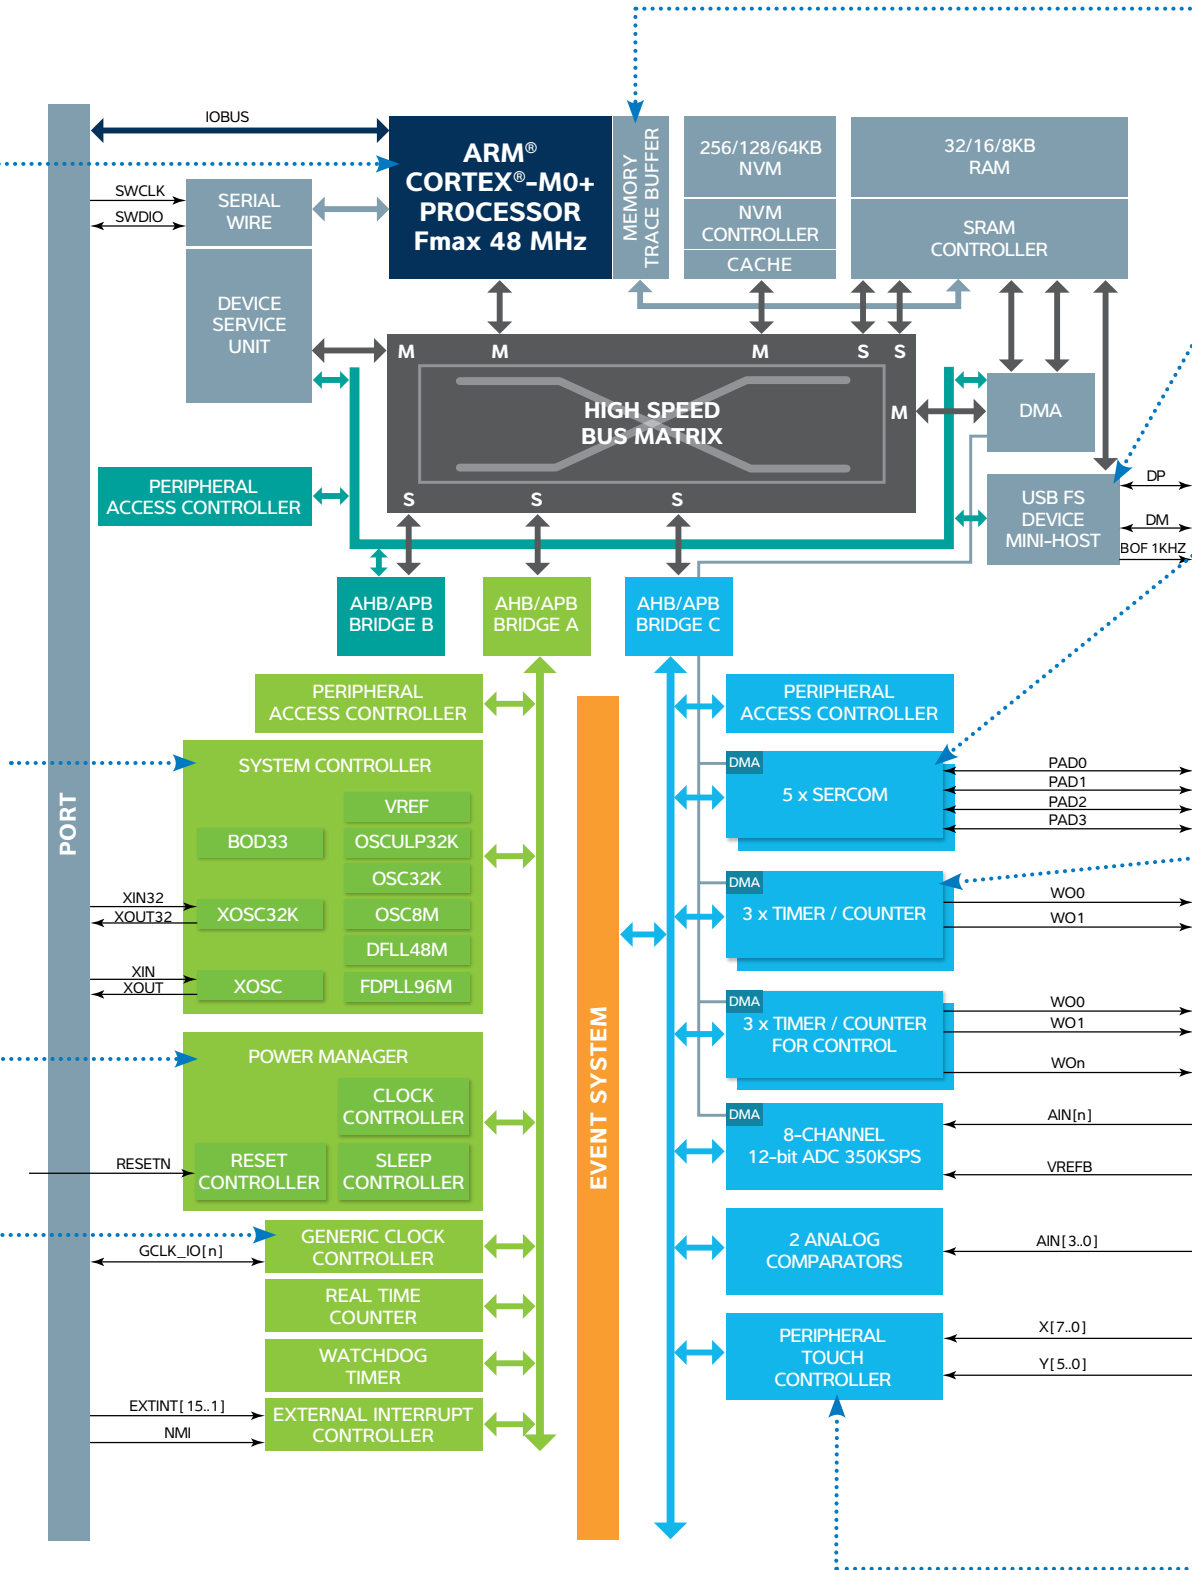 IOBUS
ARM®
CORTEX®-M0+
PROCESSOR
Fmax 48 MHz
MEMORY
TRACE BUFFER
256/128/64KB
NVM
NVM
CONTROLLER
CACHE
32/16/8KB
RAM
SRAM
CONTROLLER
SWCLK
SWDIO
SERIAL
WIRE
DEVICE
SERVICE
UNIT
M
M
M
S
S
HIGH SPEED
BUS MATRIX
M
DMA
PERIPHERAL
ACCESS CONTROLLER
S
S
S
USB FS
DEVICE
MINI-HOST
DP
DM
BOF 1KHZ
AHB/APB
BRIDGE B
AHB/APB
BRIDGE A
AHB/APB
BRIDGE C
PORT
PERIPHERAL
ACCESS CONTROLLER
SYSTEM CONTROLLER
VREF
BOD33
OSCULP32K
OSC32K
XIN32
XOUT32
XOSC32K
OSC8M
DFLL48M
XIN
XOUT
XOSC
FDPLL96M
POWER MANAGER
CLOCK
CONTROLLER
RESETN
RESET
CONTROLLER
SLEEP
CONTROLLER
GCLK_IO[n]
GENERIC CLOCK
CONTROLLER
REAL TIME
COUNTER
WATCHDOG
TIMER
EXTINT[15..1]
NMI
EXTERNAL INTERRUPT
CONTROLLER
EVENT SYSTEM
PERIPHERAL
ACCESS CONTROLLER
DMA
5 x SERCOM
PAD0
PAD1
PAD2
PAD3
DMA
3 x TIMER / COUNTER
WO0
WO1
DMA
3 x TIMER / COUNTER
FOR CONTROL
WO0
WO1
WOn
DMA
8-CHANNEL
12-bit ADC 350KSPS
AIN[n]
VREFB
2 ANALOG
COMPARATORS
AIN[3..0]
PERIPHERAL
TOUCH
CONTROLLER
X[7..0]
Y[5..0]